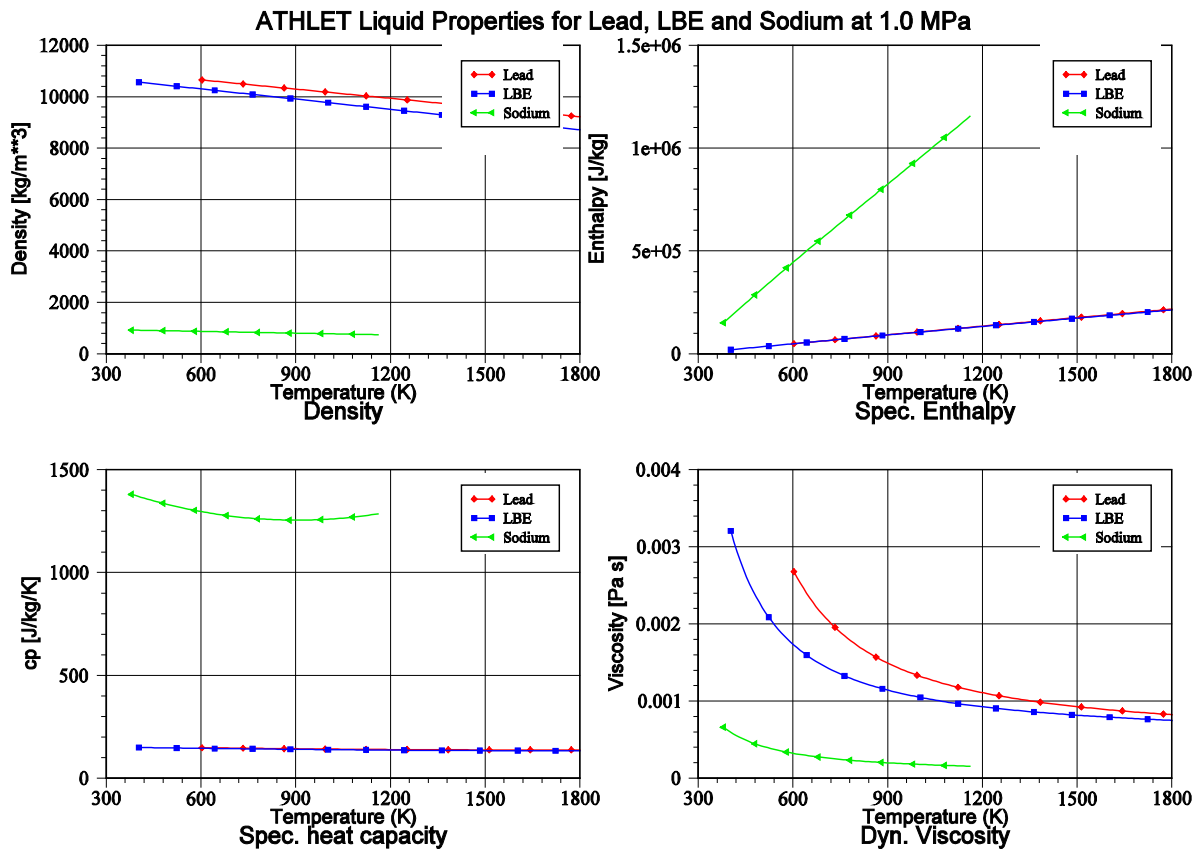 ATHLET Liquid Properties for Lead, LBE and Sodium at 1.0 MPa
12000
10000
8000
6000
4000
2000
0
Density [kg/m**3]
Lead
LBE
Sodium
300 600 900 1200 1500 1800
Temperature (K)
Density
1.5e+06
1e+06
5e+05
0
Enthalpy [J/kg]
Lead
LBE
Sodium
300 600 900 1200 1500 1800
Temperature (K)
Spec. Enthalpy
1500
1000
500
0
cp [J/kg/K]
Lead
LBE
Sodium
300 600 900 1200 1500 1800
Temperature (K)
Spec. heat capacity
0.004
0.003
0.002
0.001
0
Viscosity [Pa s]
Lead
LBE
Sodium
300 600 900 1200 1500 1800
Temperature (K)
Dyn. Viscosity